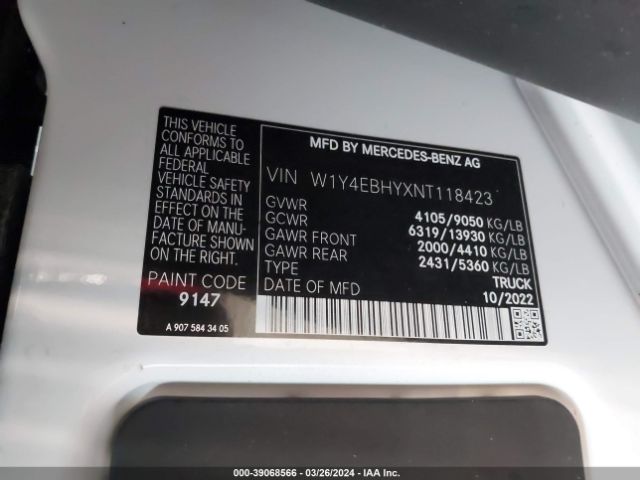 THIS VEHICLE
CONFORMS TO
ALL APPLICABLE
FEDERAL
VEHICLE SAFETY
STANDARDS IN
EFFECT ON THE
DATE OF MANU-
FACTURE SHOWN
ON THE RIGHT.
PAINT CODE
9147
A 907 584 34 05
MFD BY MERCEDES-BENZ AG
VIN W1Y4EBHYXNT118423
GVWR 4105/9050 KG/LB
GCWR 6319/13930 KG/LB
GAWR FRONT 2000/4410 KG/LB
GAWR REAR 2431/5360 KG/LB
TYPE TRUCK
DATE OF MFD 10/2022
000-39068566 - 03/26/2024 - IAAI.COM